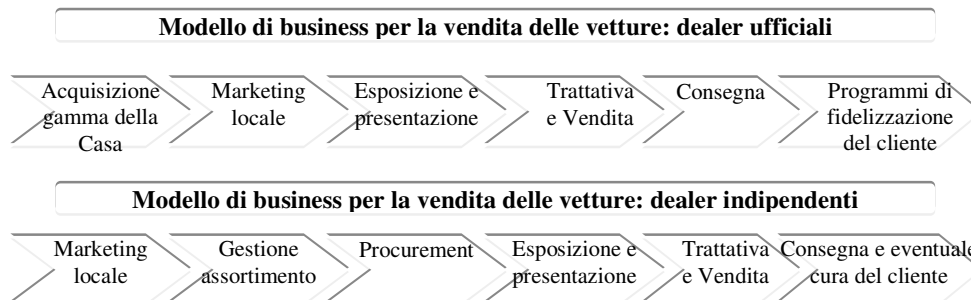 Modello di business per la vendita delle vetture: dealer ufficiali
Acquisizione
gamma della
Casa
Marketing
locale
Esposizione e
presentazione
Trattativa
e Vendita
Consegna
Programmi di
fidelizzazione
del cliente
Modello di business per la vendita delle vetture: dealer indipendenti
Marketing
locale
Gestione
assortimento
Procurement
Esposizione e
presentazione
Trattativa
e Vendita
Consegna e eventuale
cura del cliente